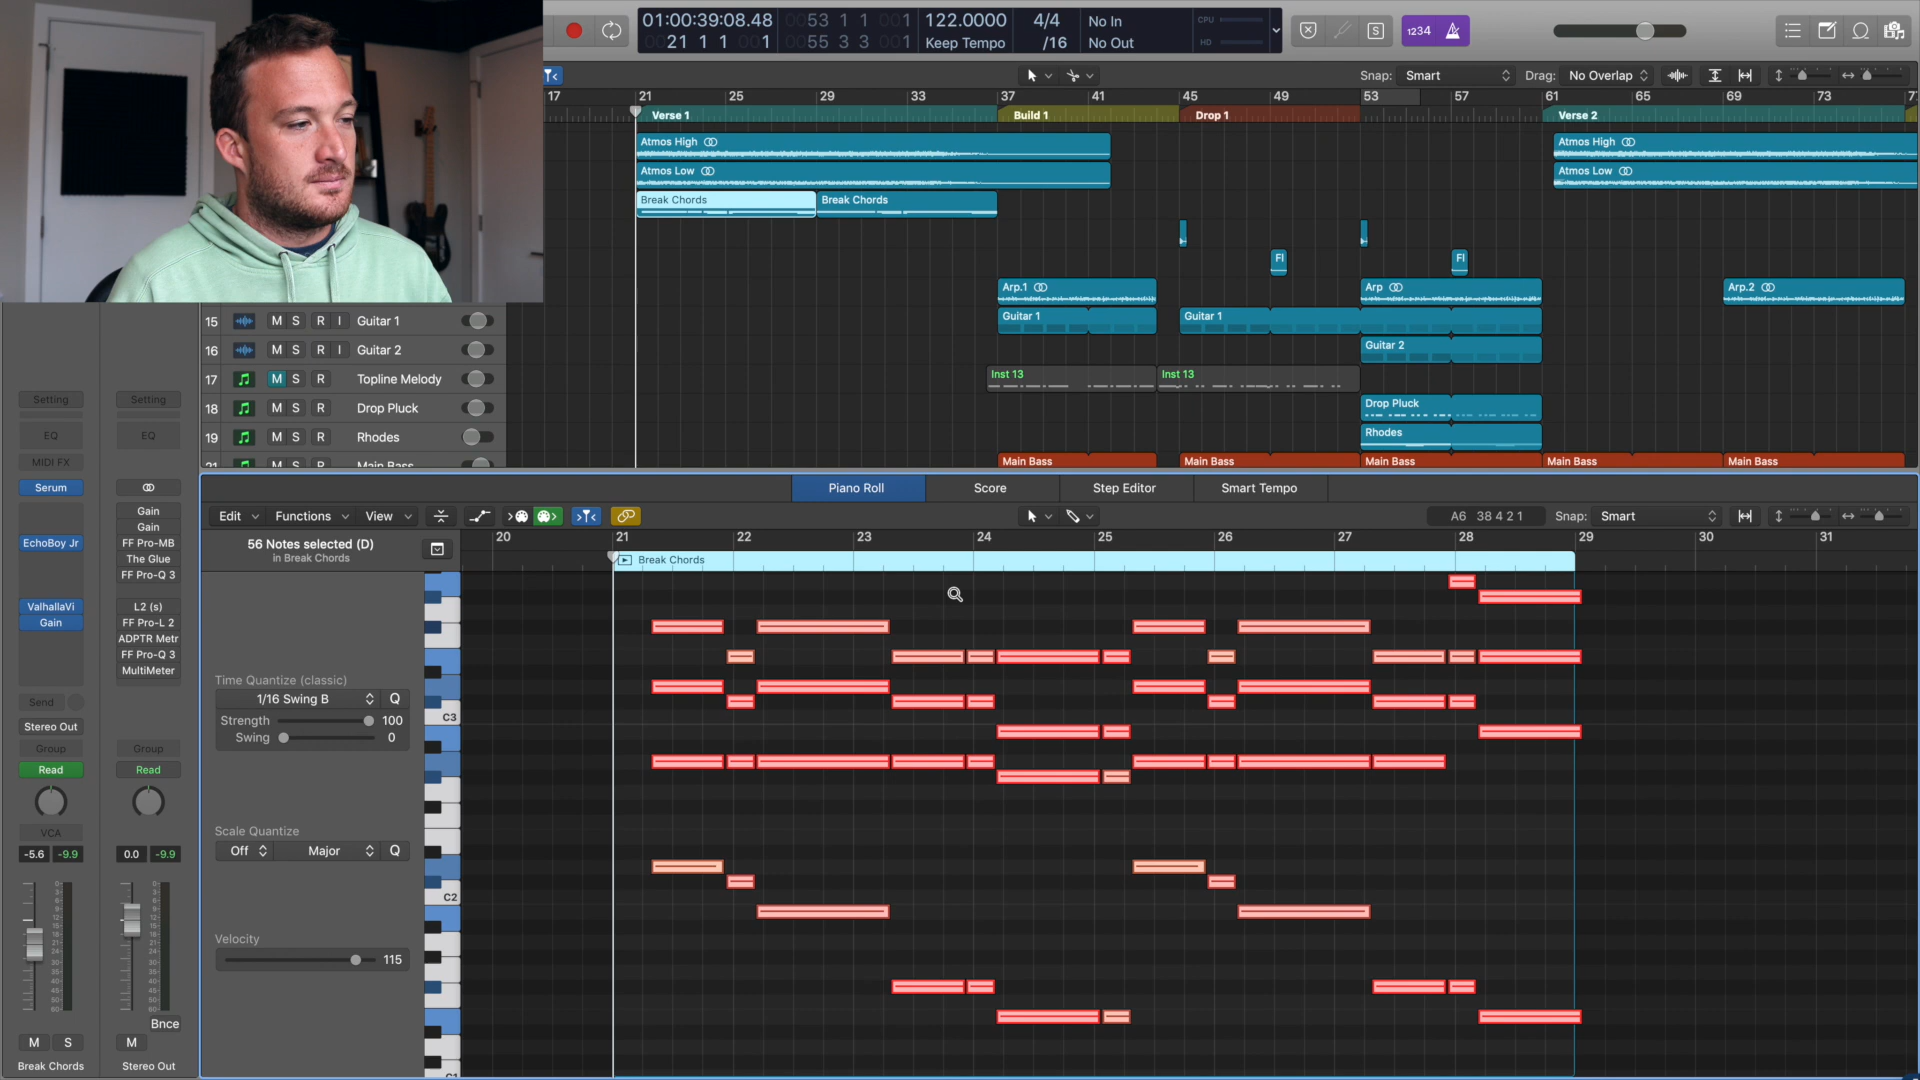 01:00:39:08.48
0053 1 1 001
122.0000
4/4
No In
CPU
1234
0021 1 1 001
0055 3 3 001
Keep Tempo
/16
No Out
HD
S
Snap: Smart
Drag: No Overlap
17 21 25 29 33 37 41 45 49 53 57 61 65 69 73
Verse 1 Build 1 Drop 1 Verse 2
Atmos High Atmos High
Atmos Low Atmos Low
Break Chords Break Chords
Fl Fl
Arp.1 Arp Arp.2
15 M S R I Guitar 1
Guitar 1 Guitar 1
16 M S R I Guitar 2
Guitar 2
17 M S R Topline Melody
Inst 13 Inst 13
18 M S R Drop Pluck
Drop Pluck
19 M S R Rhodes
Rhodes
21 Main Bass
Main Bass Main Bass Main Bass Main Bass Main Bass
Piano Roll Score Step Editor Smart Tempo
Edit Functions View
A6 38 4 2 1
Snap: Smart
56 Notes selected (D)
in Break Chords
20 21 22 23 24 25 26 27 28 29 30 31
Break Chords
Time Quantize (classic)
1/16 Swing B Q
Strength 100
Swing 0
Scale Quantize
Off Major Q
Velocity
115
C3
C2
C1
Setting Setting
EQ EQ
MIDI FX
Serum
Gain
Gain
EchoBoy Jr FF Pro-MB
The Glue
FF Pro-Q 3
ValhallaVi L2 (s)
Gain FF Pro-L 2
ADPTR Metr
FF Pro-Q 3
MultiMeter
Send
Stereo Out
Group Group
Read Read
VCA
-5.6 -9.9 0.0 -9.9
Bnce
M S M
Break Chords Stereo Out